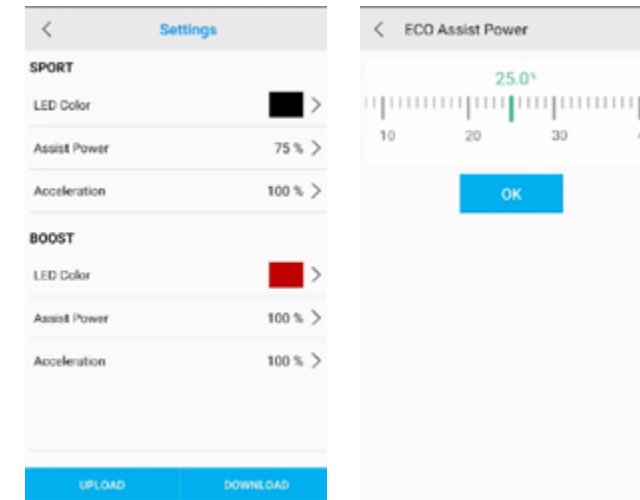 Settings
SPORT
LED Color
Assist Power 75 %
Acceleration 100 %
BOOST
LED Color
Assist Power 100 %
Acceleration 100 %
UPLOAD DOWNLOAD
ECO Assist Power
25.0%
10 20 30
OK